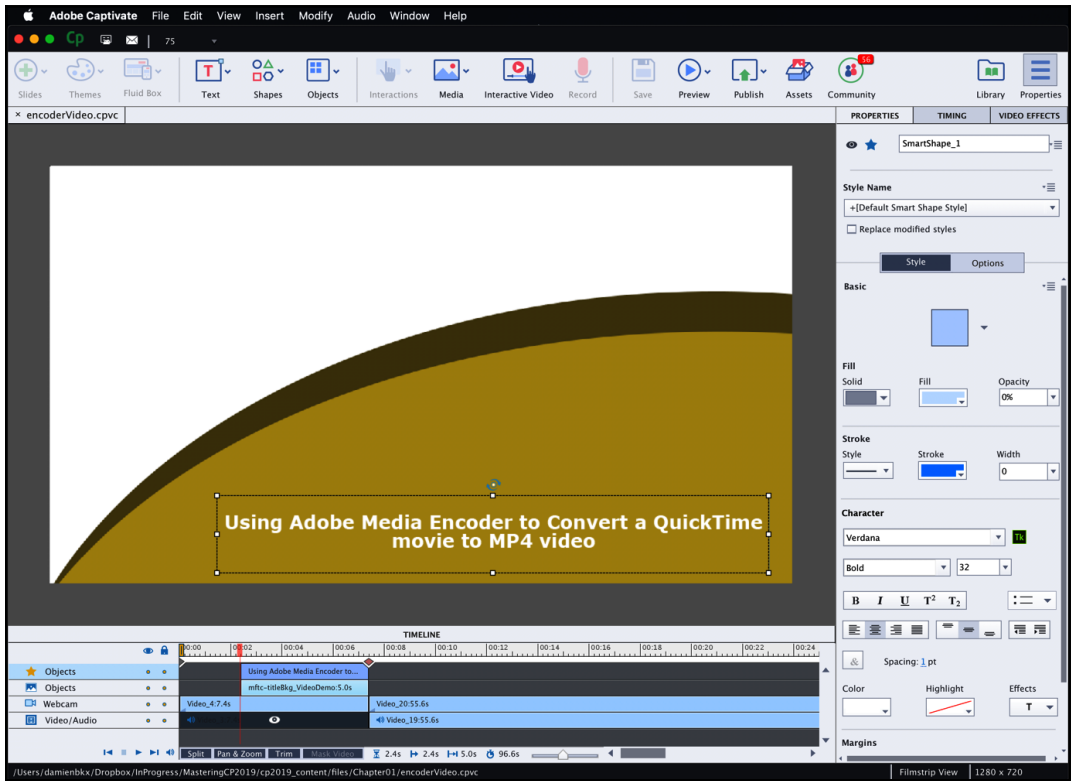 Adobe Captivate File Edit View Insert Modify Audio Window Help
Cp 75
Slides Themes Fluid Box Text Shapes Objects Interactions Media Interactive Video Record Save Preview Publish Assets Community 56 Library Properties
× encoderVideo.cpvc
PROPERTIES TIMING VIDEO EFFECTS
SmartShape_1
Style Name
+[Default Smart Shape Style]
Replace modified styles
Style Options
Basic
Fill
Solid Fill Opacity
0%
Stroke
Style Stroke Width
0
Character
Verdana Tk
Bold 32
B I U T2 T2
Spacing: 1 pt
Color Highlight Effects
T
Margins
Using Adobe Media Encoder to Convert a QuickTime
movie to MP4 video
TIMELINE
00:00 00:02 00:04 00:06 00:08 00:10 00:12 00:14 00:16 00:18 00:20 00:22 00:24
Objects Using Adobe Media Encoder to...
Objects mftc-titleBkg_VideoDemo:5.0s
Webcam Video_4:7.4s Video_20:55.6s
Video/Audio Video_19:55.6s
Split Pan & Zoom Trim Mask Video 2.4s 2.4s 5.0s 96.6s
/Users/damienbkx/Dropbox/InProgress/MasteringCP2019/cp2019_content/files/Chapter01/encoderVideo.cpvc
Filmstrip View 1280 x 720